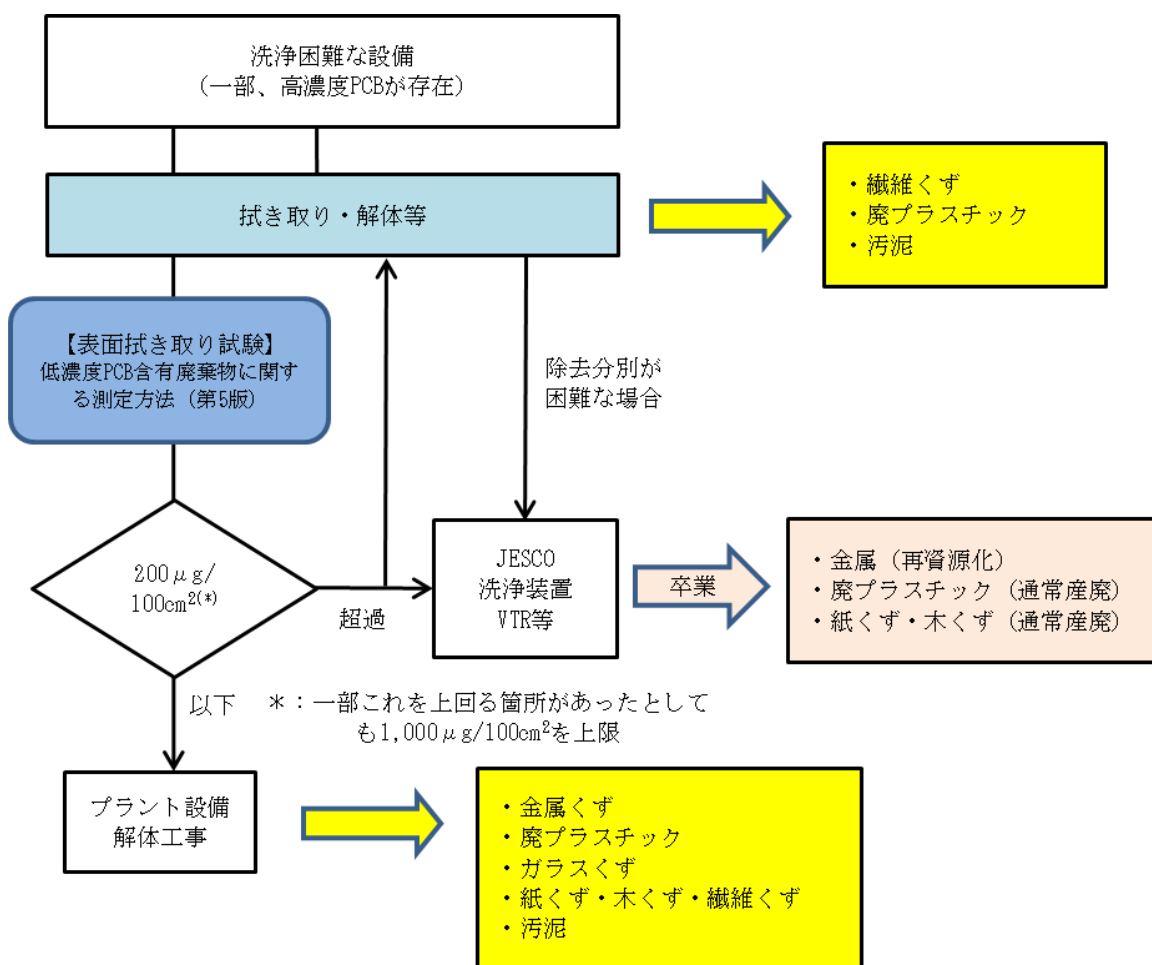 洗浄困難な設備
(一部、高濃度PCBが存在)
拭き取り・解体等
・繊維くず
・廃プラスチック
・汚泥
【表面拭き取り試験】
低濃度PCB含有廃棄物に関す
る測定方法 (第5版)
除去分別が
困難な場合
200μg/
100cm²(*)
超過
JESCO
洗浄装置
VTR等
卒業
・金属 (再資源化)
・廃プラスチック (通常産廃)
・紙くず・木くず (通常産廃)
以下
*：一部これを上回る箇所があったとして
も1,000μg/100cm²を上限
プラント設備
解体工事
・金属くず
・廃プラスチック
・ガラスくず
・紙くず・木くず・繊維くず
・汚泥